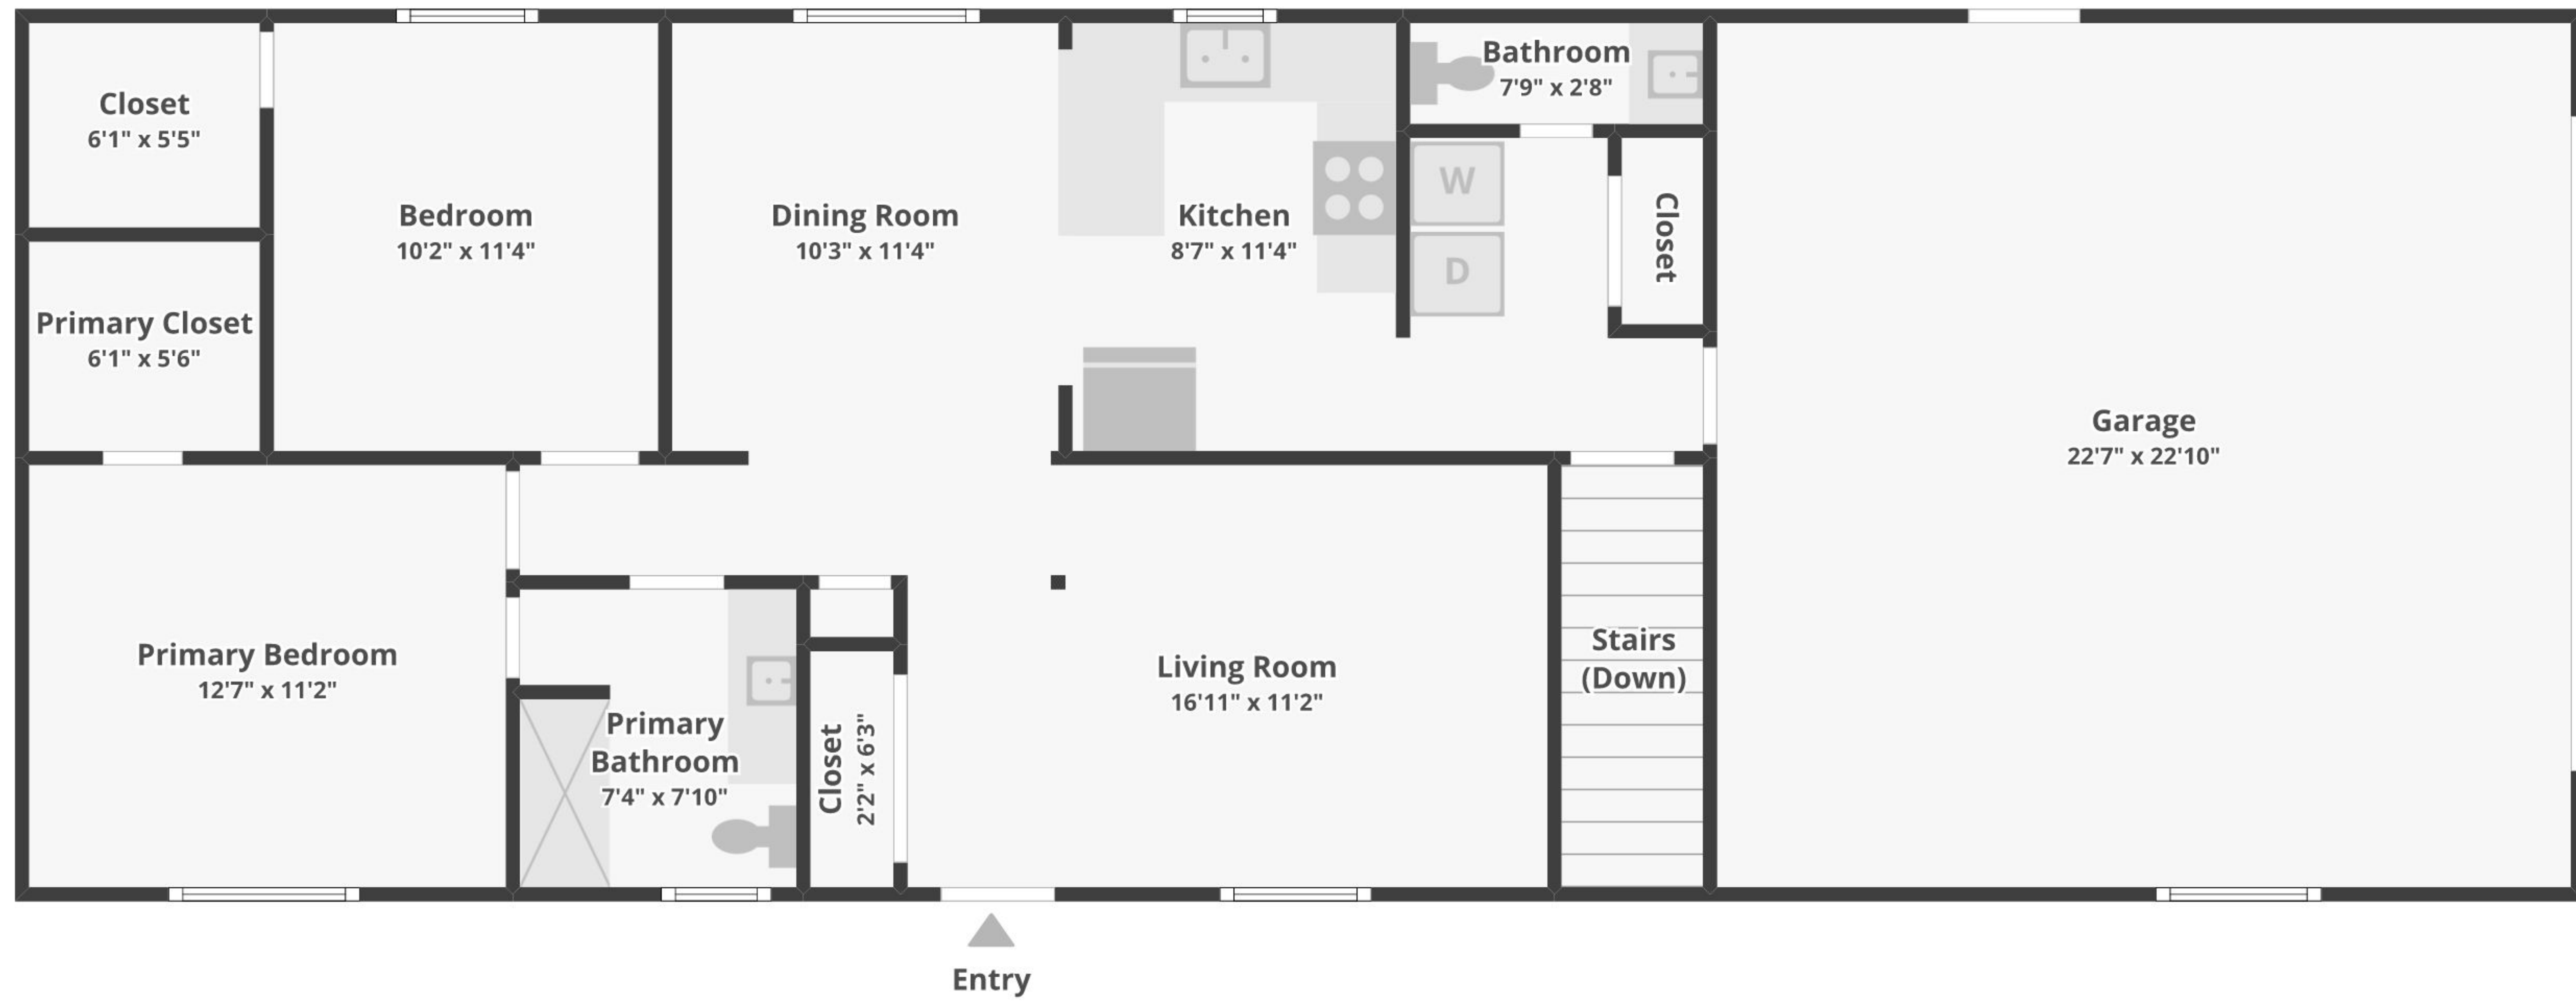 Closet
6'1" x 5'5"
Bedroom
10'2" x 11'4"
Dining Room
10'3" x 11'4"
Kitchen
8'7" x 11'4"
Bathroom
7'9" x 2'8"
W
D
Closet
Primary Closet
6'1" x 5'6"
Garage
22'7" x 22'10"
Primary Bedroom
12'7" x 11'2"
Primary
Bathroom
7'4" x 7'10"
Closet
2'2" x 6'3"
Living Room
16'11" x 11'2"
Stairs
(Down)
Entry